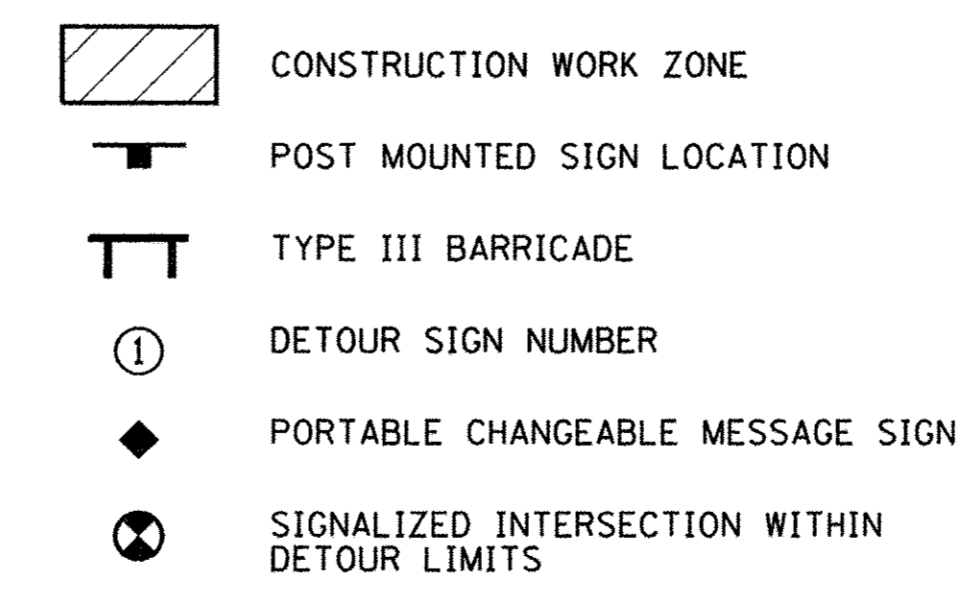 CONSTRUCTION WORK ZONE
POST MOUNTED SIGN LOCATION
TYPE III BARRICADE
1 DETOUR SIGN NUMBER
PORTABLE CHANGEABLE MESSAGE SIGN
SIGNALIZED INTERSECTION WITHIN
DETOUR LIMITS